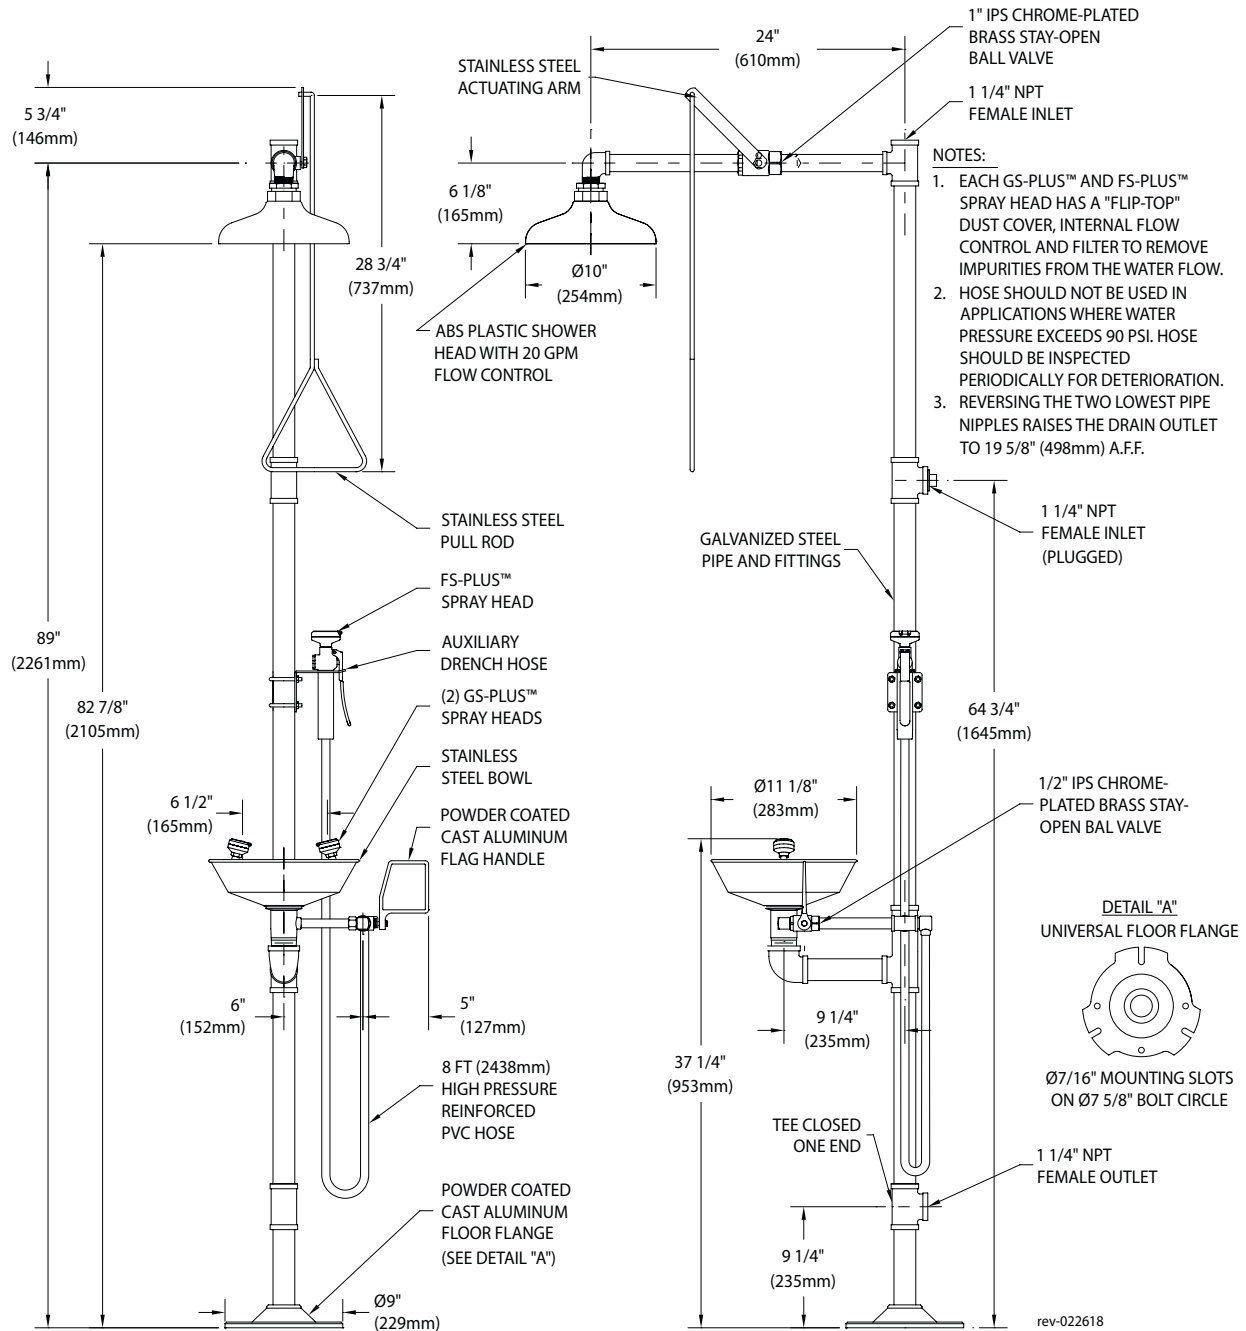 1" IPS CHROME-PLATED
BRASS STAY-OPEN
BALL VALVE
24"
(610mm)
STAINLESS STEEL
ACTUATING ARM
1 1/4" NPT
FEMALE INLET
5 3/4"
(146mm)
6 1/8"
(165mm)
28 3/4"
(737mm)
Ø10"
(254mm)
ABS PLASTIC SHOWER
HEAD WITH 20 GPM
FLOW CONTROL
NOTES:
1. EACH GS-PLUS™ AND FS-PLUS™
SPRAY HEAD HAS A "FLIP-TOP"
DUST COVER, INTERNAL FLOW
CONTROL AND FILTER TO REMOVE
IMPURITIES FROM THE WATER FLOW.
2. HOSE SHOULD NOT BE USED IN
APPLICATIONS WHERE WATER
PRESSURE EXCEEDS 90 PSI. HOSE
SHOULD BE INSPECTED
PERIODICALLY FOR DETERIORATION.
3. REVERSING THE TWO LOWEST PIPE
NIPPLES RAISES THE DRAIN OUTLET
TO 19 5/8" (498mm) A.F.F.
STAINLESS STEEL
PULL ROD
GALVANIZED STEEL
PIPE AND FITTINGS
1 1/4" NPT
FEMALE INLET
(PLUGGED)
FS-PLUS™
SPRAY HEAD
89"
(2261mm)
AUXILIARY
DRENCH HOSE
82 7/8"
(2105mm)
(2) GS-PLUS™
SPRAY HEADS
64 3/4"
(1645mm)
STAINLESS
STEEL BOWL
6 1/2"
(165mm)
POWDER COATED
CAST ALUMINUM
FLAG HANDLE
Ø11 1/8"
(283mm)
1/2" IPS CHROME-
PLATED BRASS STAY-
OPEN BAL VALVE
DETAIL "A"
UNIVERSAL FLOOR FLANGE
6"
(152mm)
5"
(127mm)
9 1/4"
(235mm)
37 1/4"
(953mm)
8 FT (2438mm)
HIGH PRESSURE
REINFORCED
PVC HOSE
Ø7/16" MOUNTING SLOTS
ON Ø7 5/8" BOLT CIRCLE
TEE CLOSED
ONE END
1 1/4" NPT
FEMALE OUTLET
POWDER COATED
CAST ALUMINUM
FLOOR FLANGE
(SEE DETAIL "A")
9 1/4"
(235mm)
Ø9"
(229mm)
rev-022618